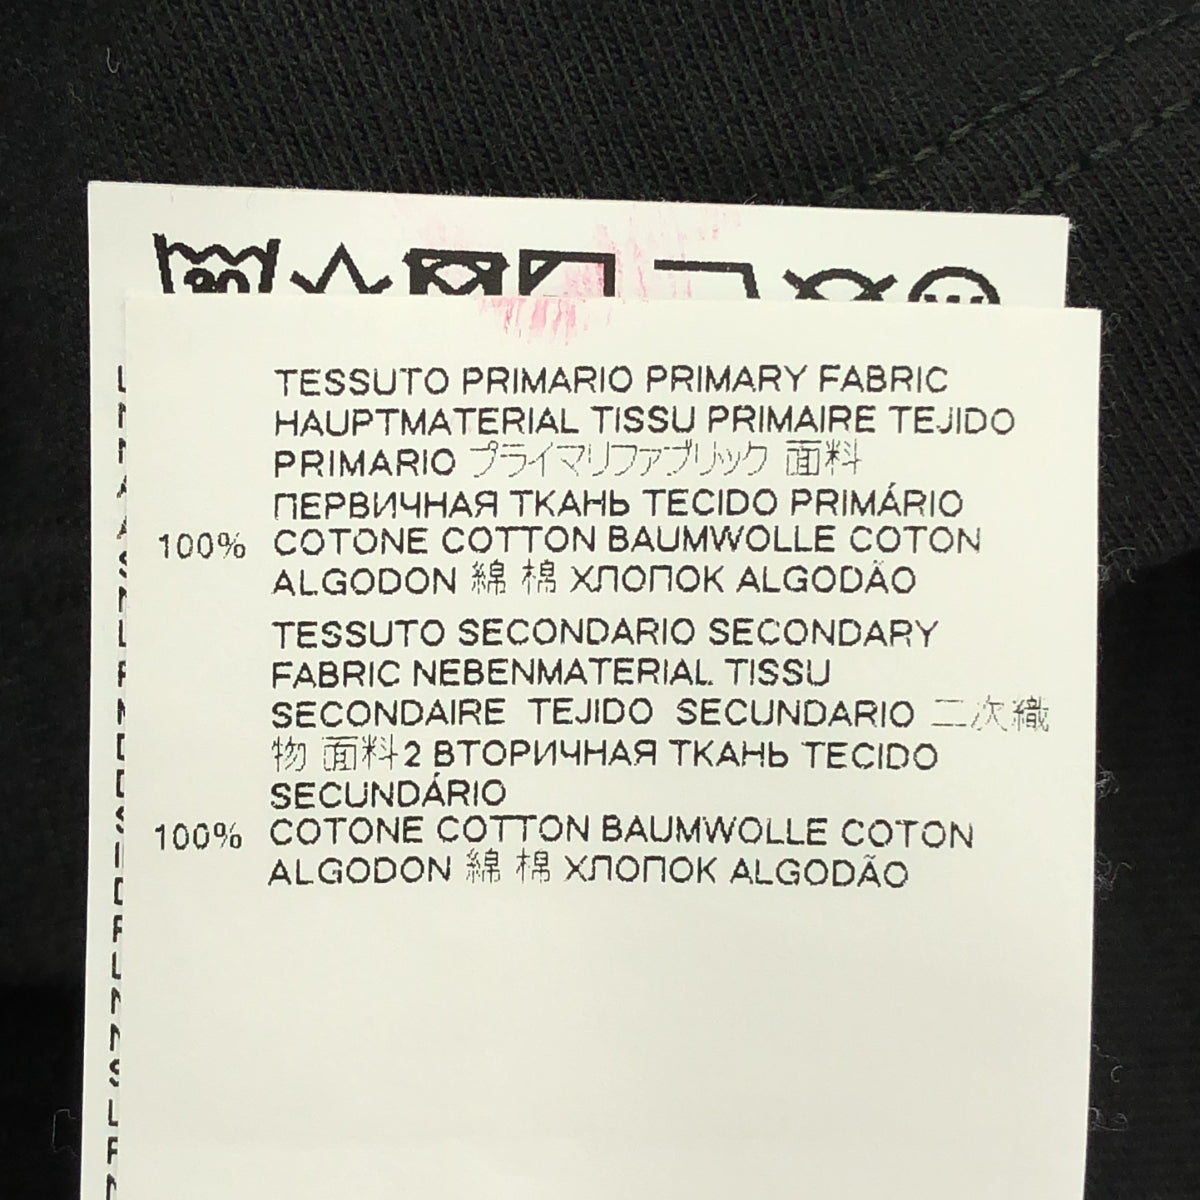 TESSUTO PRIMARIO PRIMARY FABRIC
HAUPTMATERIAL TISSU PRIMAIRE TEJIDO
PRIMARIO プライマリファブリック 面料
ПЕРВИЧНАЯ ТКАНЬ TECIDO PRIMÁRIO
100% COTONE COTTON BAUMWOLLE COTON
ALGODON 綿 棉 ХЛОПОК ALGODÃO
TESSUTO SECONDARIO SECONDARY
FABRIC NEBENMATERIAL TISSU
SECONDAIRE TEJIDO SECUNDARIO 二次織
物 面料2 ВТОРИЧНАЯ ТКАНЬ TECIDO
SECUNDÁRIO
100% COTONE COTTON BAUMWOLLE COTON
ALGODON 綿 棉 ХЛОПОК ALGODÃO